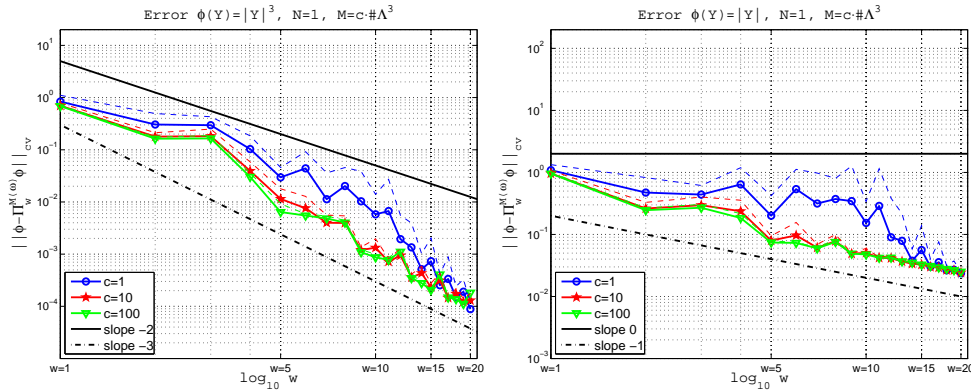 Error ϕ(Y)=|Y|³, N=1, M=c·#Λ³
||ϕ−Π_w^{M(ω)}ϕ||_cv
10¹
10⁰
10⁻¹
10⁻²
10⁻³
10⁻⁴
c=1
c=10
c=100
slope −2
slope −3
w=1
w=5
w=10
w=15
w=20
log₁₀ w
Error ϕ(Y)=|Y|, N=1, M=c·#Λ³
||ϕ−Π_w^{M(ω)}ϕ||_cv
10²
10¹
10⁰
10⁻¹
10⁻²
10⁻³
c=1
c=10
c=100
slope 0
slope −1
w=1
w=5
w=10
w=15
w=20
log₁₀ w